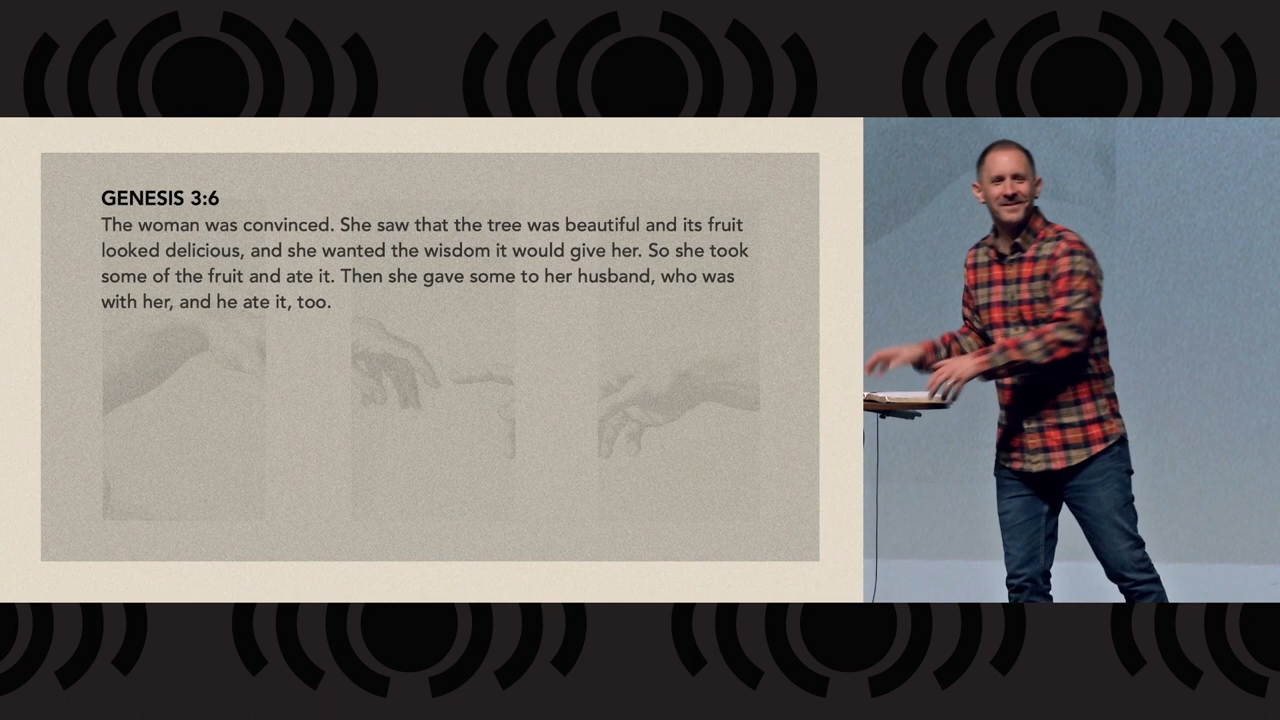 GENESIS 3:6
The woman was convinced. She saw that the tree was beautiful and its fruit
looked delicious, and she wanted the wisdom it would give her. So she took
some of the fruit and ate it. Then she gave some to her husband, who was
with her, and he ate it, too.